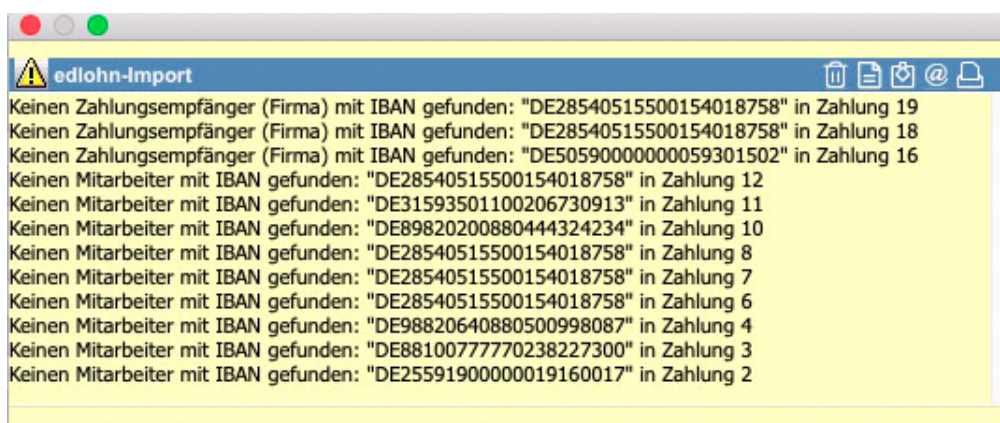 edlohn-Import
Keinen Zahlungsempfänger (Firma) mit IBAN gefunden: "DE28540515500154018758" in Zahlung 19
Keinen Zahlungsempfänger (Firma) mit IBAN gefunden: "DE28540515500154018758" in Zahlung 18
Keinen Zahlungsempfänger (Firma) mit IBAN gefunden: "DE50590000000059301502" in Zahlung 16
Keinen Mitarbeiter mit IBAN gefunden: "DE28540515500154018758" in Zahlung 12
Keinen Mitarbeiter mit IBAN gefunden: "DE31593501100206730913" in Zahlung 11
Keinen Mitarbeiter mit IBAN gefunden: "DE89820200880444324234" in Zahlung 10
Keinen Mitarbeiter mit IBAN gefunden: "DE28540515500154018758" in Zahlung 8
Keinen Mitarbeiter mit IBAN gefunden: "DE28540515500154018758" in Zahlung 7
Keinen Mitarbeiter mit IBAN gefunden: "DE28540515500154018758" in Zahlung 6
Keinen Mitarbeiter mit IBAN gefunden: "DE98820640880500998087" in Zahlung 4
Keinen Mitarbeiter mit IBAN gefunden: "DE88100777770238227300" in Zahlung 3
Keinen Mitarbeiter mit IBAN gefunden: "DE25591900000019160017" in Zahlung 2